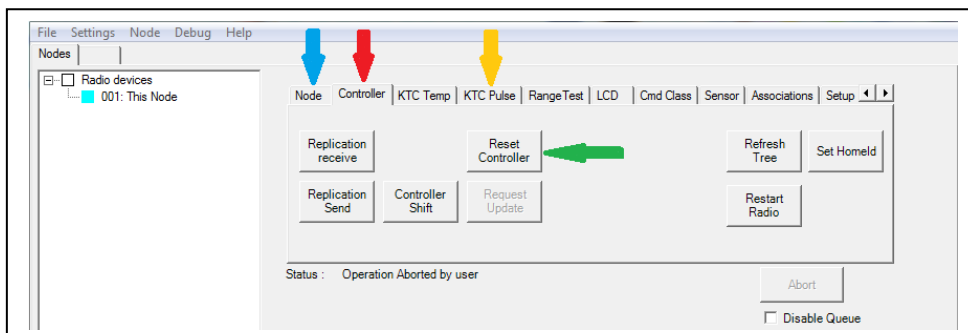 File Settings Node Debug Help
Nodes
Radio devices
001: This Node
Node Controller KTC Temp KTC Pulse RangeTest LCD Cmd Class Sensor Associations Setup
Replication
receive
Reset
Controller
Refresh
Tree
Set HomeId
Replication
Send
Controller
Shift
Request
Update
Restart
Radio
Status : Operation Aborted by user
Abort
Disable Queue